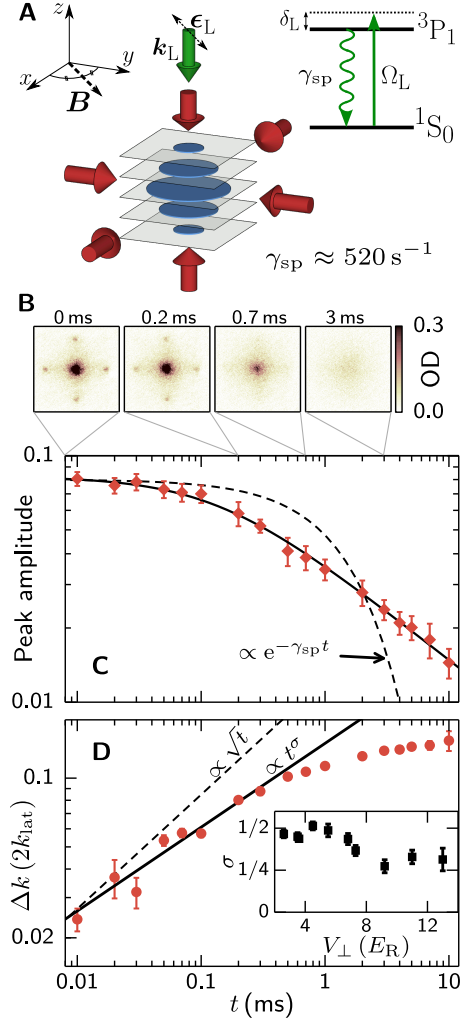 A
z
y
x
B
k_L
ϵ_L
δ_L
³P₁
γ_sp
Ω_L
¹S₀
γ_sp ≈ 520 s⁻¹
B
0 ms
0.2 ms
0.7 ms
3 ms
0.3
0.0
OD
0.1
0.01
Peak amplitude
∝ e^{−γ_sp t}
C
D
∝ √t
∝ t^σ
0.1
0.02
Δk (2k_lat)
1/2
1/4
0
σ
4
8
12
V_⊥ (E_R)
0.01
0.1
1
10
t (ms)